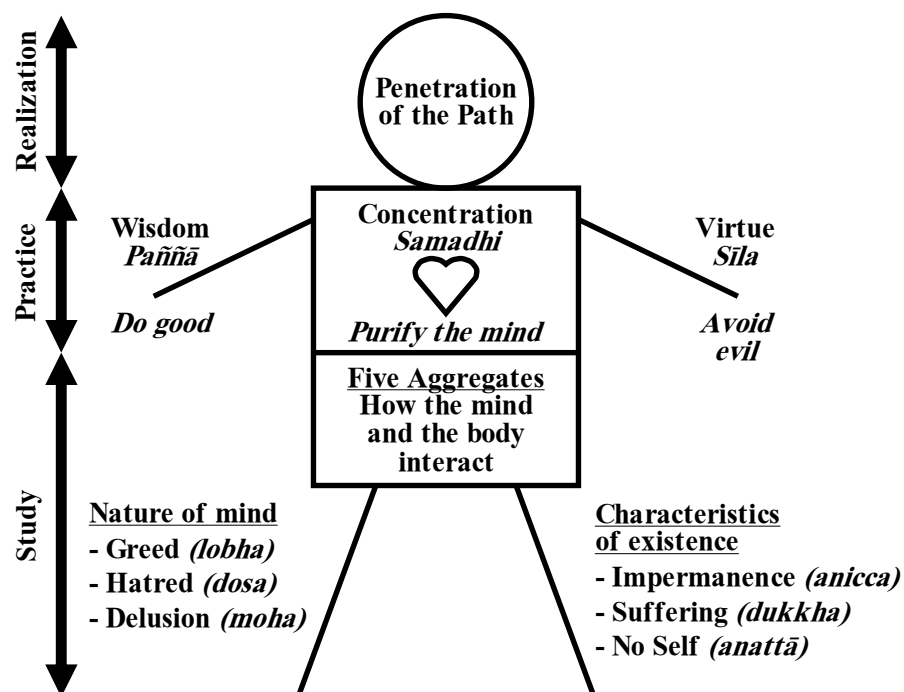 Realization
Penetration
of the Path
Practice
Wisdom
Paññā
Do good
Concentration
Samadhi
Purify the mind
Virtue
Sīla
Avoid
evil
Study
Five Aggregates
How the mind
and the body
interact
Nature of mind
- Greed (lobha)
- Hatred (dosa)
- Delusion (moha)
Characteristics
of existence
- Impermanence (anicca)
- Suffering (dukkha)
- No Self (anattā)